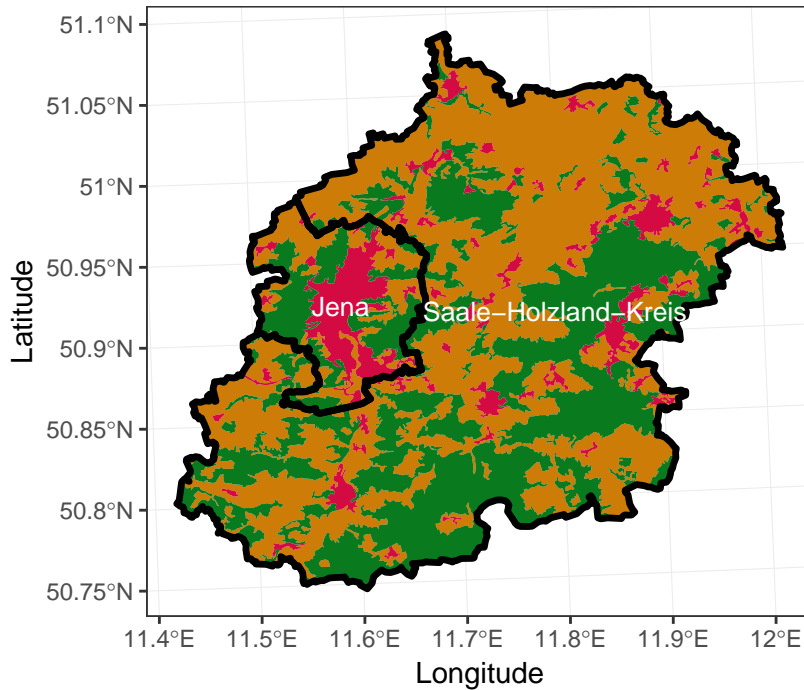 51.1°N
51.05°N
51°N
50.95°N
50.9°N
50.85°N
50.8°N
50.75°N
Latitude
Jena
Saale−Holzland−Kreis
11.4°E 11.5°E 11.6°E 11.7°E 11.8°E 11.9°E 12°E
Longitude